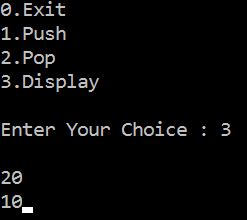 0.Exit
1.Push
2.Pop
3.Display
Enter Your Choice : 3
20
10